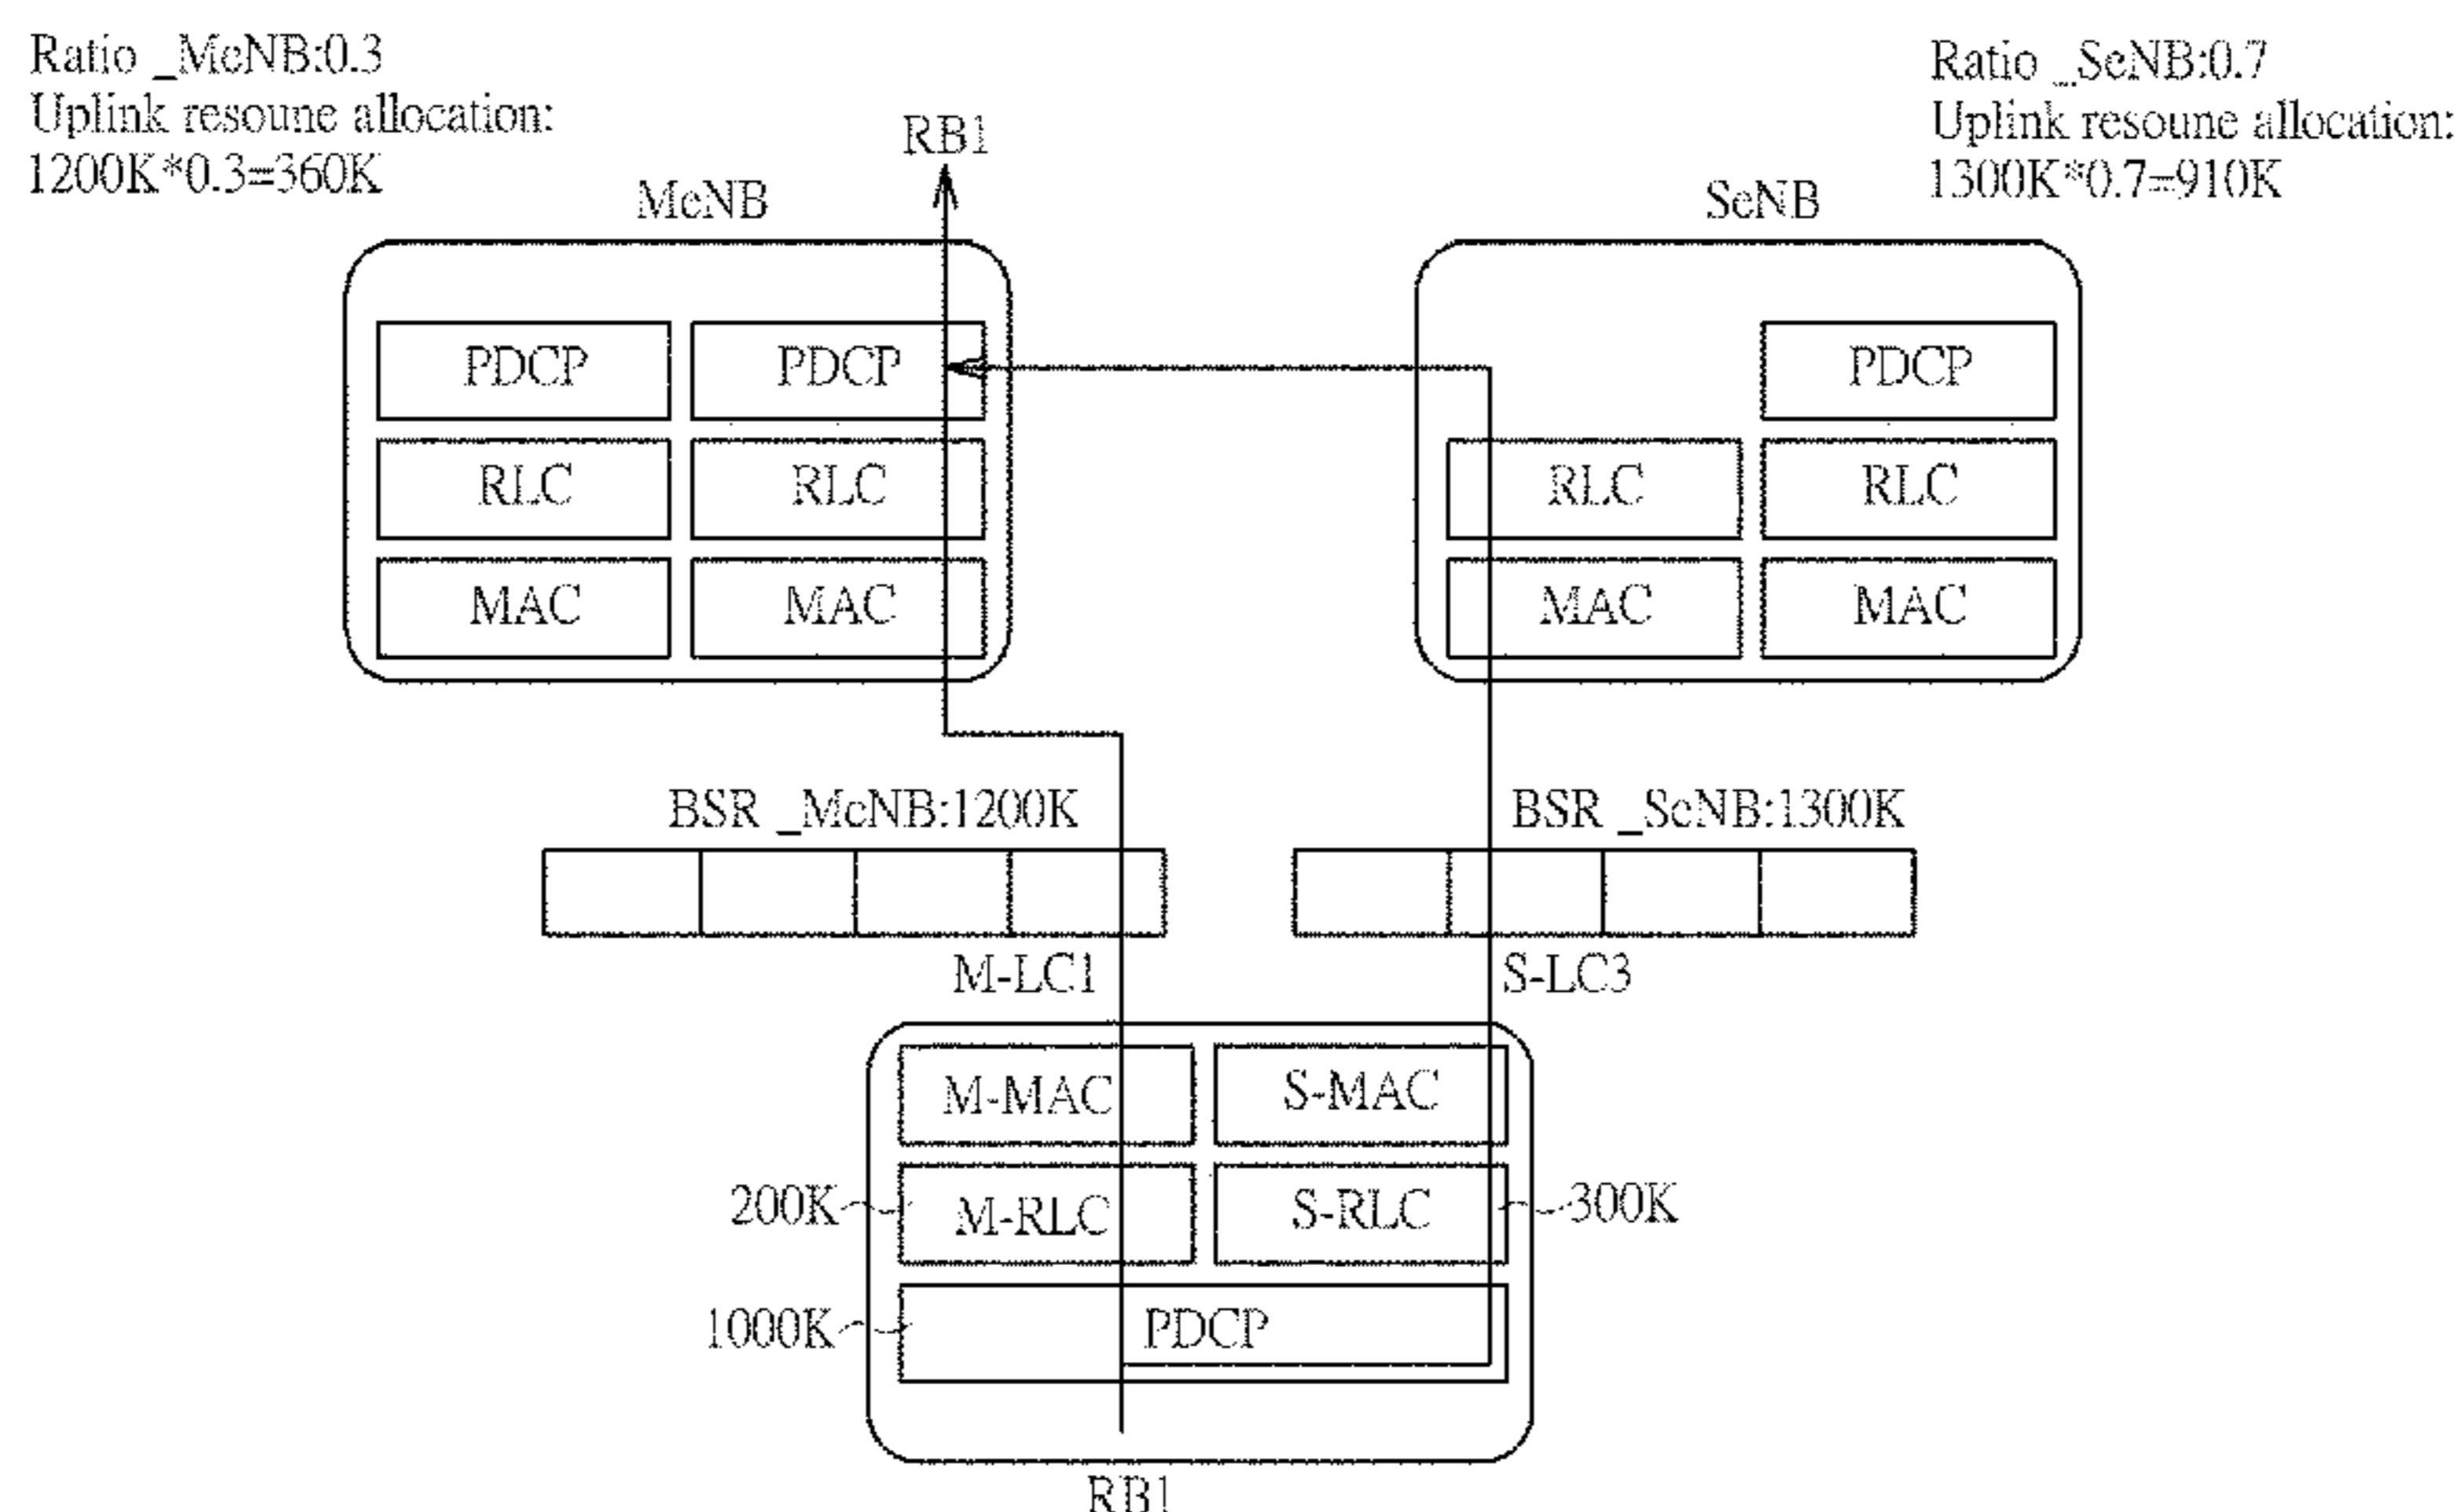 Ratio _MeNB:0.3
Uplink resoune allocation:
1200K*0.3=360K
Ratio _SeNB:0.7
Uplink resoune allocation:
1300K*0.7=910K
RB1
MeNB
SeNB
PDCP
PDCP
PDCP
RLC
RLC
RLC
RLC
MAC
MAC
MAC
MAC
BSR _MeNB:1200K
BSR _SeNB:1300K
M-LC1
S-LC3
M-MAC
S-MAC
200K
M-RLC
S-RLC
300K
1000K
PDCP
RB1